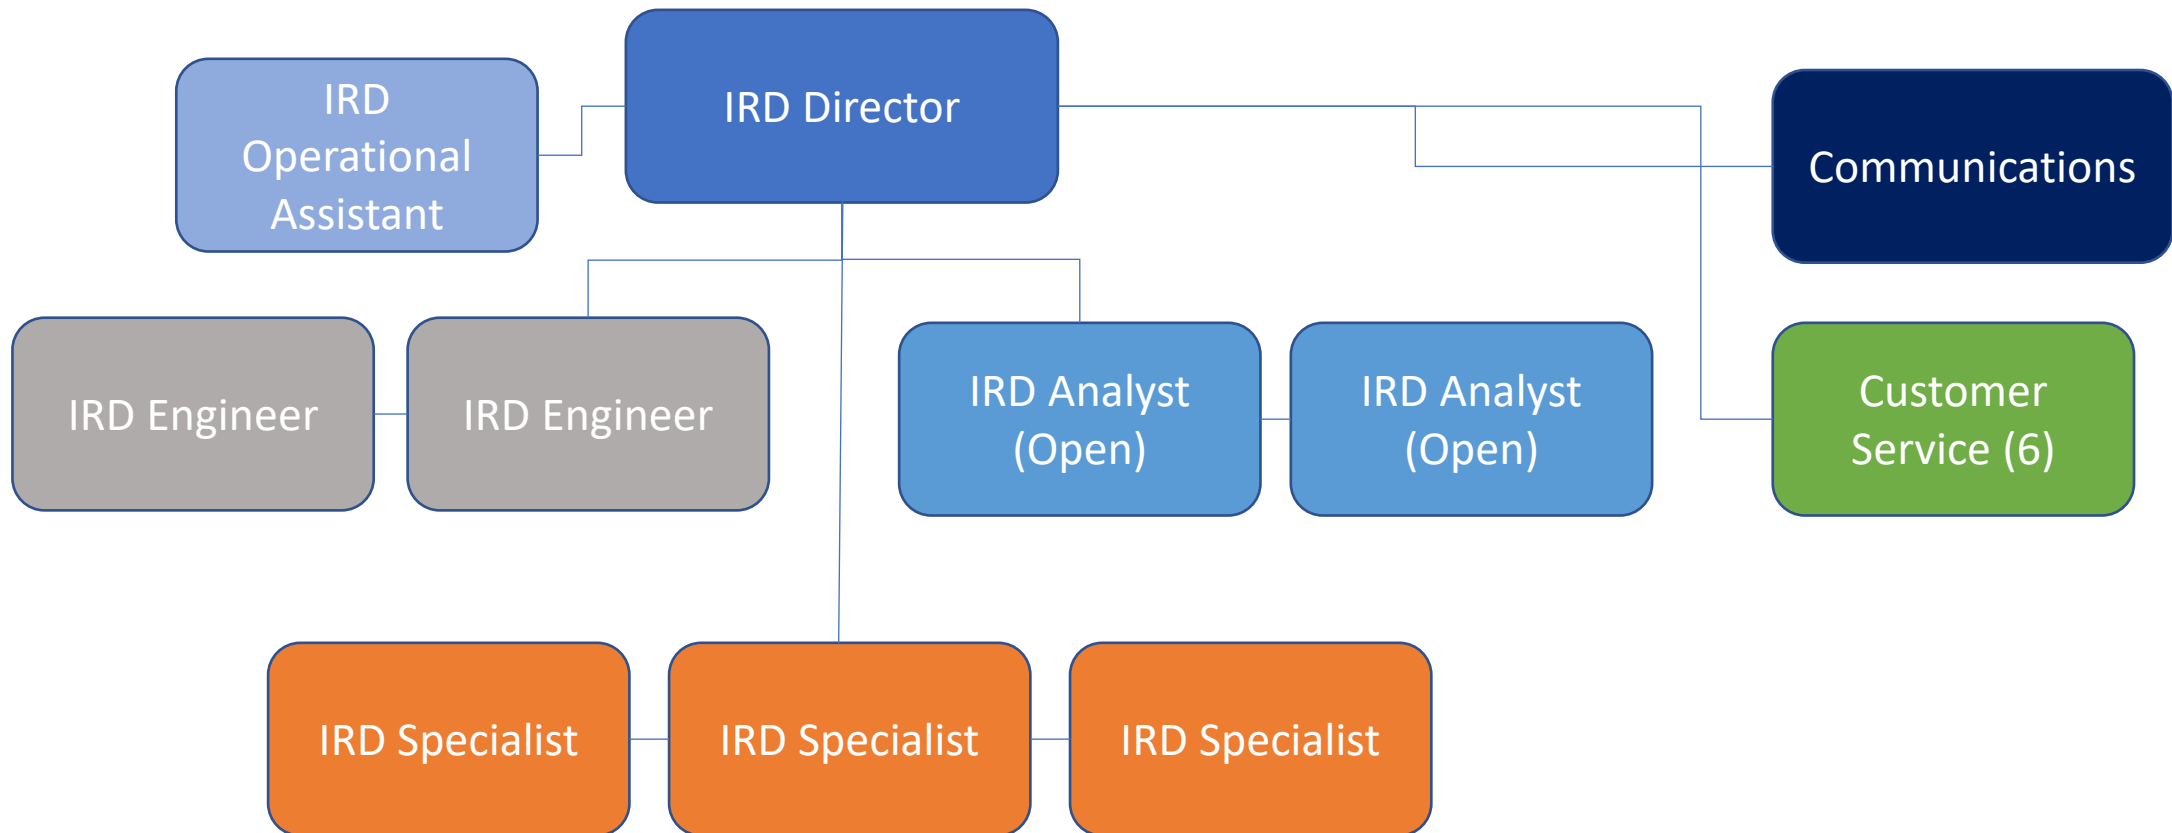 IRD
Operational
Assistant
IRD Director
Communications
IRD Engineer
IRD Engineer
IRD Analyst
(Open)
IRD Analyst
(Open)
Customer
Service (6)
IRD Specialist
IRD Specialist
IRD Specialist